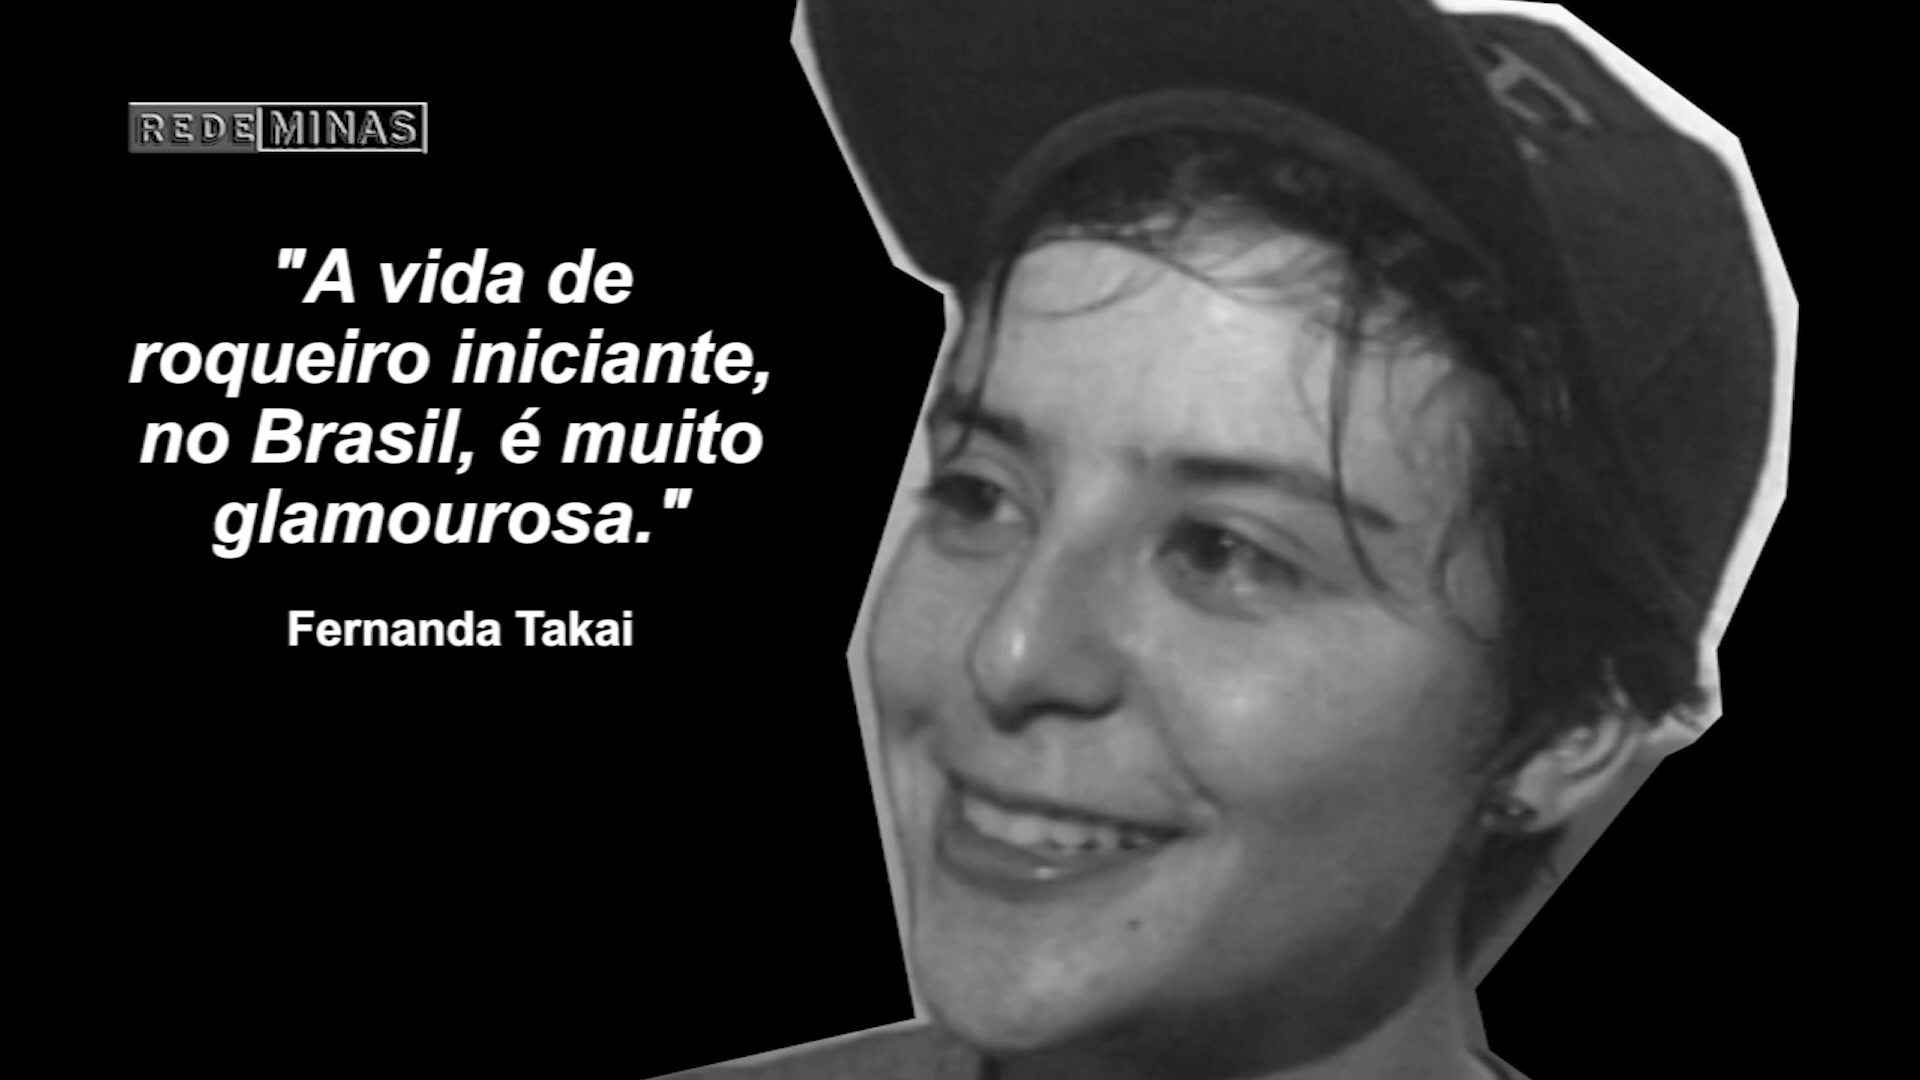 REDE MINAS
"A vida de
roqueiro iniciante,
no Brasil, é muito
glamourosa."
Fernanda Takai